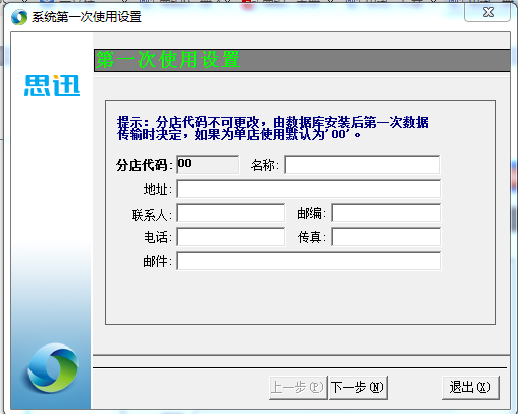 系统第一次使用设置
第一次使用设置
思迅
提示：分店代码不可更改，由数据库安装后第一次数据
传输时决定，如果为单店使用默认为'00'。
分店代码: 00 名称:
地址:
联系人: 邮编:
电话: 传真:
邮件:
上一步(P) 下一步(N) 退出(X)